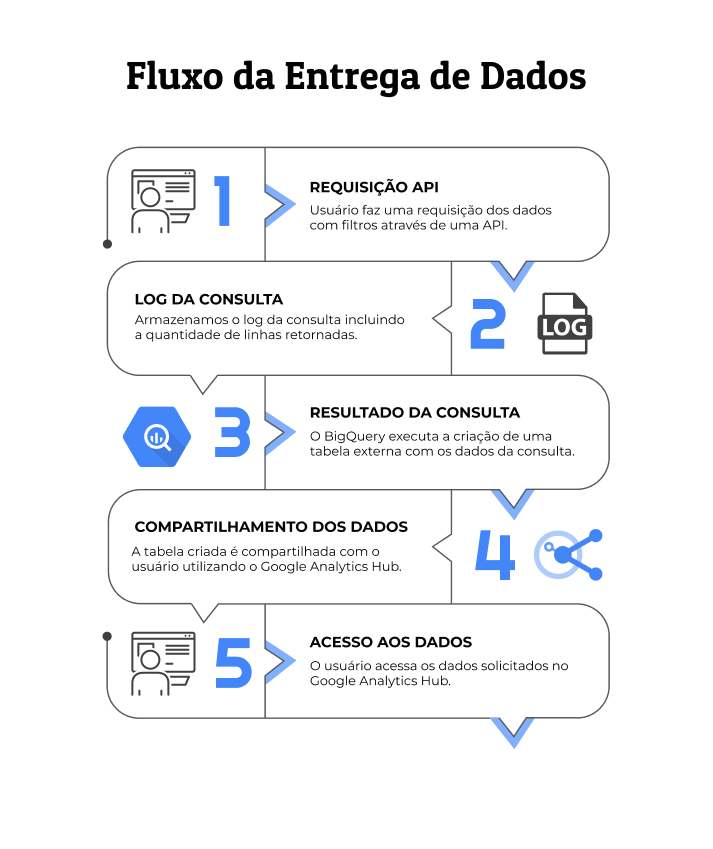 Fluxo da Entrega de Dados
1
REQUISIÇÃO API
Usuário faz uma requisição dos dados
com filtros através de uma API.
LOG DA CONSULTA
Armazenamos o log da consulta incluindo
a quantidade de linhas retornadas.
2
LOG
3
RESULTADO DA CONSULTA
O BigQuery executa a criação de uma
tabela externa com os dados da consulta.
COMPARTILHAMENTO DOS DADOS
A tabela criada é compartilhada com o
usuário utilizando o Google Analytics Hub.
4
5
ACESSO AOS DADOS
O usuário acessa os dados solicitados no
Google Analytics Hub.